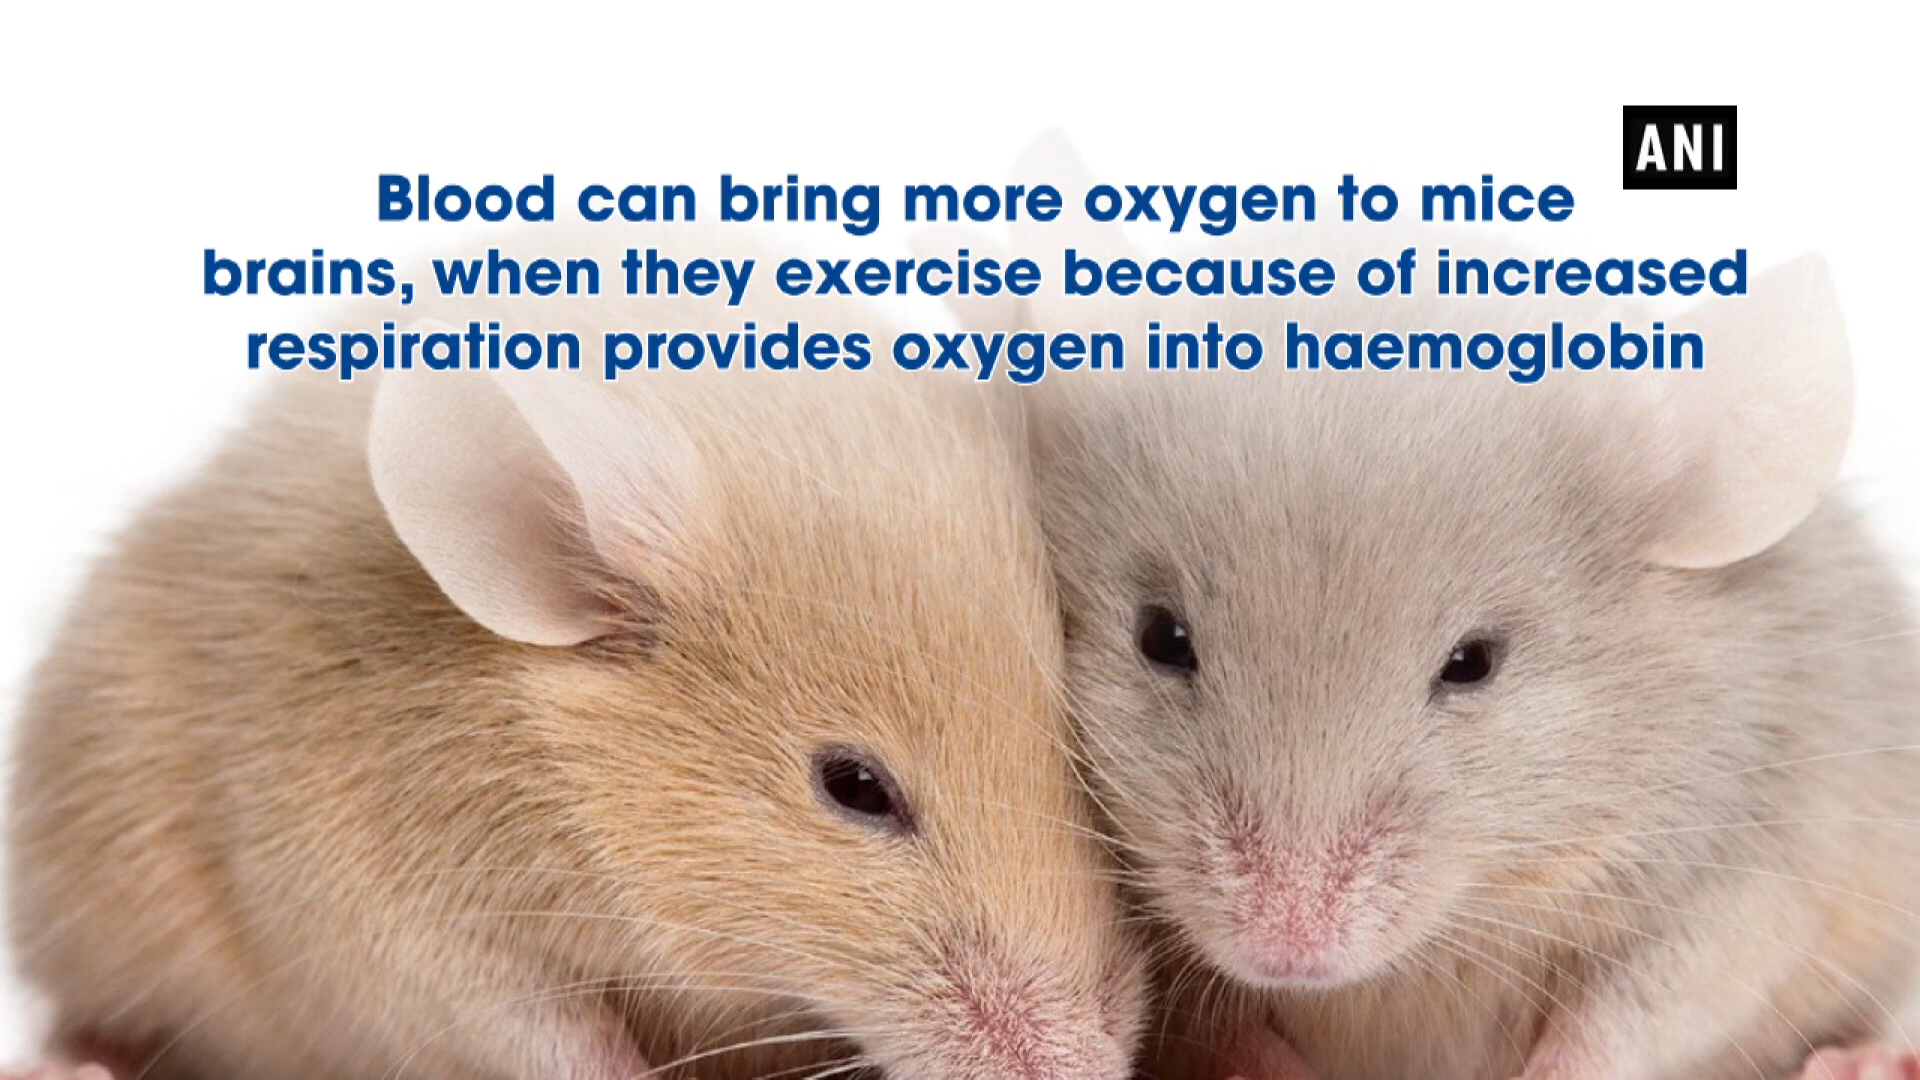 ANI
Blood can bring more oxygen to mice
brains, when they exercise because of increased
respiration provides oxygen into haemoglobin